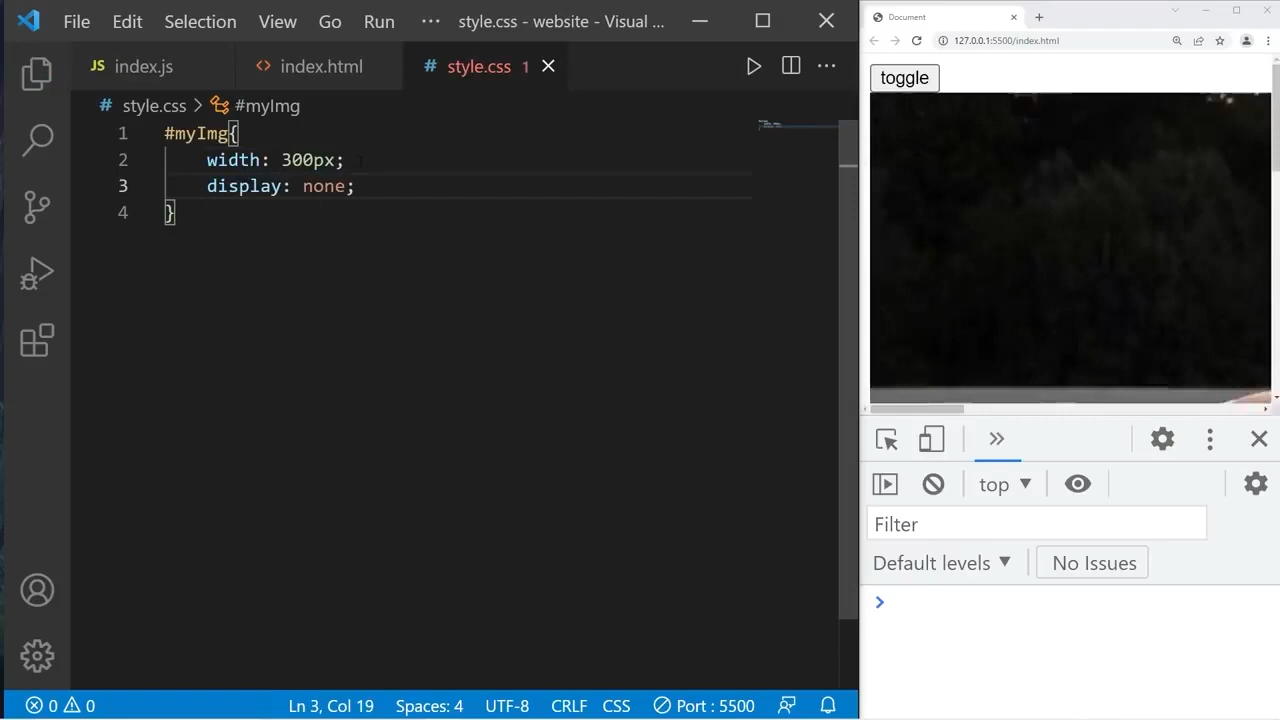 File Edit Selection View Go Run ··· style.css - website - Visual ...
JS index.js <> index.html # style.css 1
# style.css > #myImg
1 #myImg{
2 width: 300px;
3 display: none;
4 }
0 0 Ln 3, Col 19 Spaces: 4 UTF-8 CRLF CSS Port : 5500
Document
127.0.0.1:5500/index.html
toggle
top
Filter
Default levels No Issues